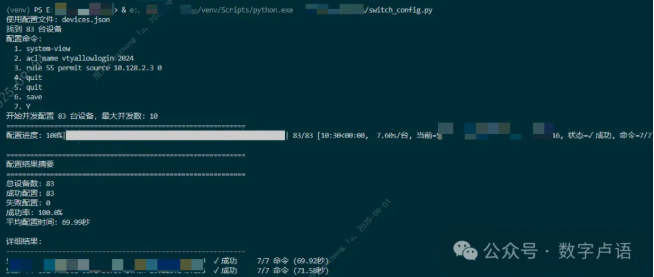 (venv) PS E: > & e: /venv/Scripts/python.exe /switch_config.py
使用配置文件: devices.json
找到 83 台设备
配置命令:
1. system-view
2. acl name vtyallowlogin 2024
3. rule 55 permit source 10.128.2.3 0
4. quit
5. quit
6. save
7. Y
开始并发配置 83 台设备，最大并发数: 10
配置进度: 100%| | 83/83 [10:30<00:00, 7.60s/台, 当前= 16, 状态=✓成功, 命令=7/7
配置结果摘要
总设备数: 83
成功配置: 83
失败配置: 0
成功率: 100.0%
平均配置时间: 69.99秒
详细结果:
✓ 成功 7/7 命令 (69.92秒)
✓ 成功 7/7 命令 (71.58秒)
公众号 · 数字卢语